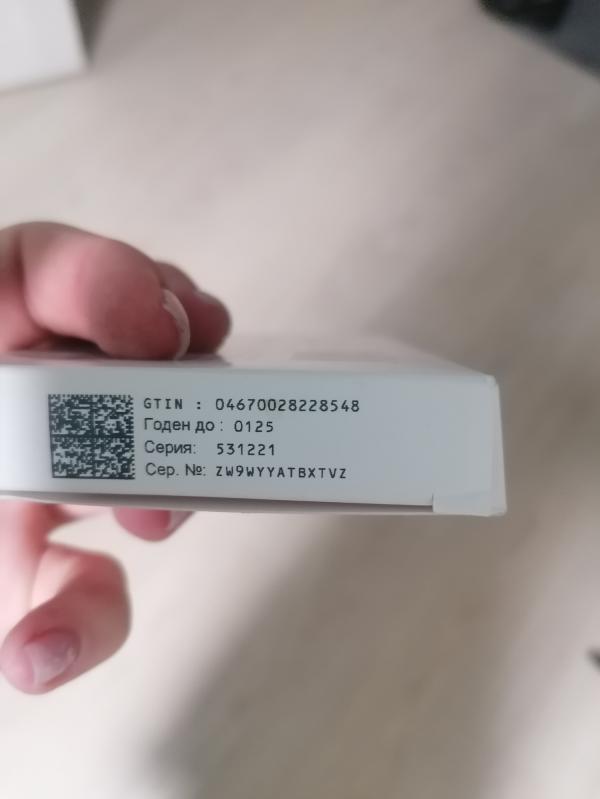 GTIN : 04670028228548
Годен до : 0125
Серия: 531221
Сер. №: ZW9WYYATBXTVZ